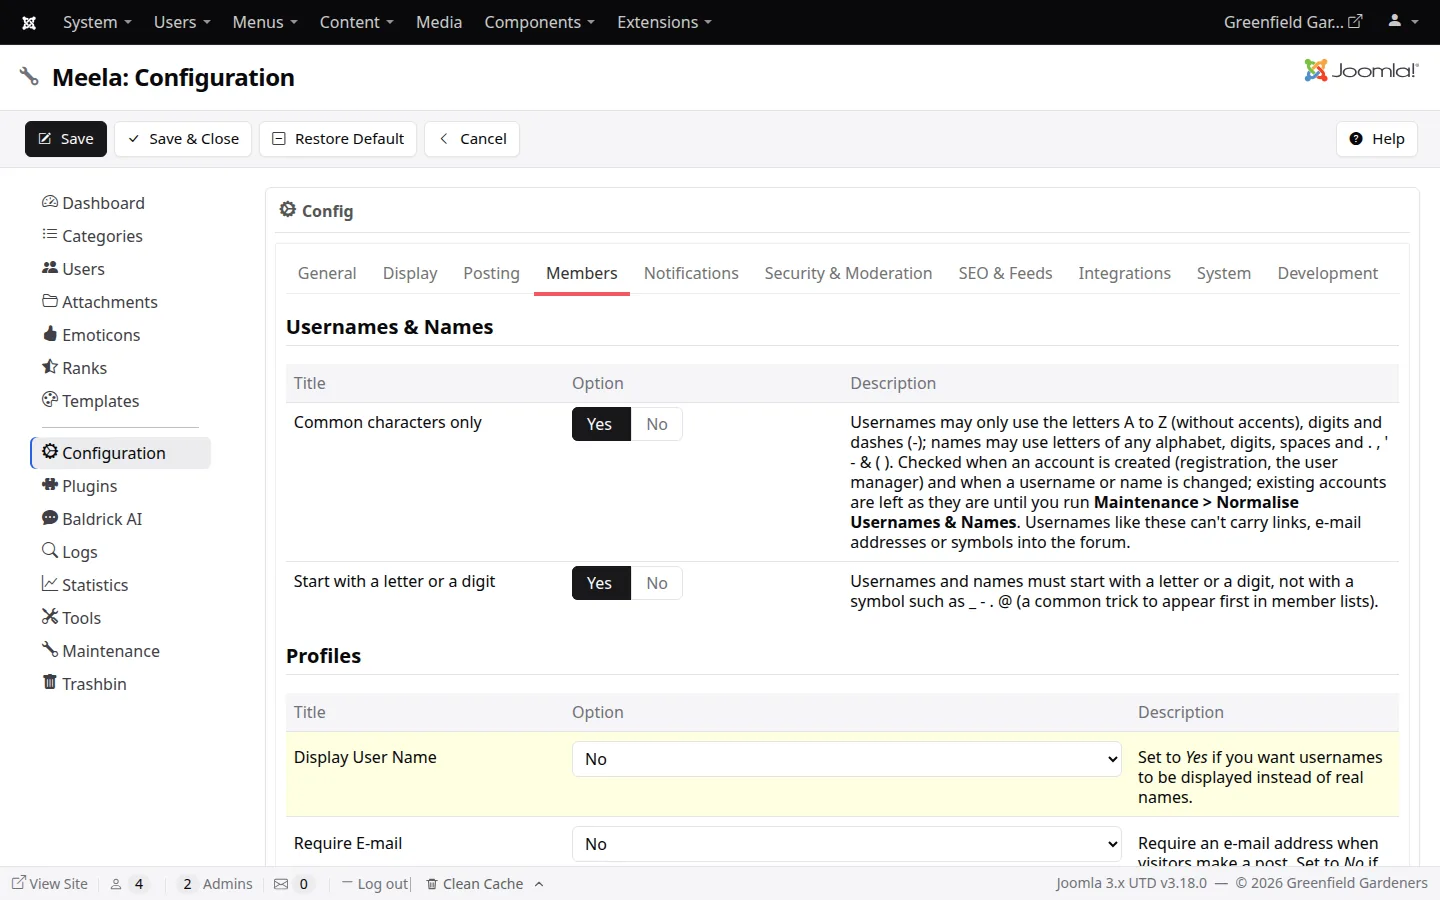 System Users Menus Content Media Components Extensions Greenfield Gar...
Meela: Configuration
Joomla!®
Save Save & Close Restore Default Cancel Help
Dashboard
Categories
Users
Attachments
Emoticons
Ranks
Templates
Configuration
Plugins
Baldrick AI
Logs
Statistics
Tools
Maintenance
Trashbin
Config
General Display Posting Members Notifications Security & Moderation SEO & Feeds Integrations System Development
Usernames & Names
Title Option Description
Common characters only Yes No
Usernames may only use the letters A to Z (without accents), digits and
dashes (-); names may use letters of any alphabet, digits, spaces and . , '
- & ( ). Checked when an account is created (registration, the user
manager) and when a username or name is changed; existing accounts
are left as they are until you run Maintenance > Normalise
Usernames & Names. Usernames like these can't carry links, e-mail
addresses or symbols into the forum.
Start with a letter or a digit Yes No
Usernames and names must start with a letter or a digit, not with a
symbol such as _ - . @ (a common trick to appear first in member lists).
Profiles
Title Option Description
Display User Name No
Set to Yes if you want usernames
to be displayed instead of real
names.
Require E-mail No
Require an e-mail address when
visitors make a post. Set to No if
View Site 4 2 Admins 0 Log out Clean Cache Joomla 3.x UTD v3.18.0 — © 2026 Greenfield Gardeners